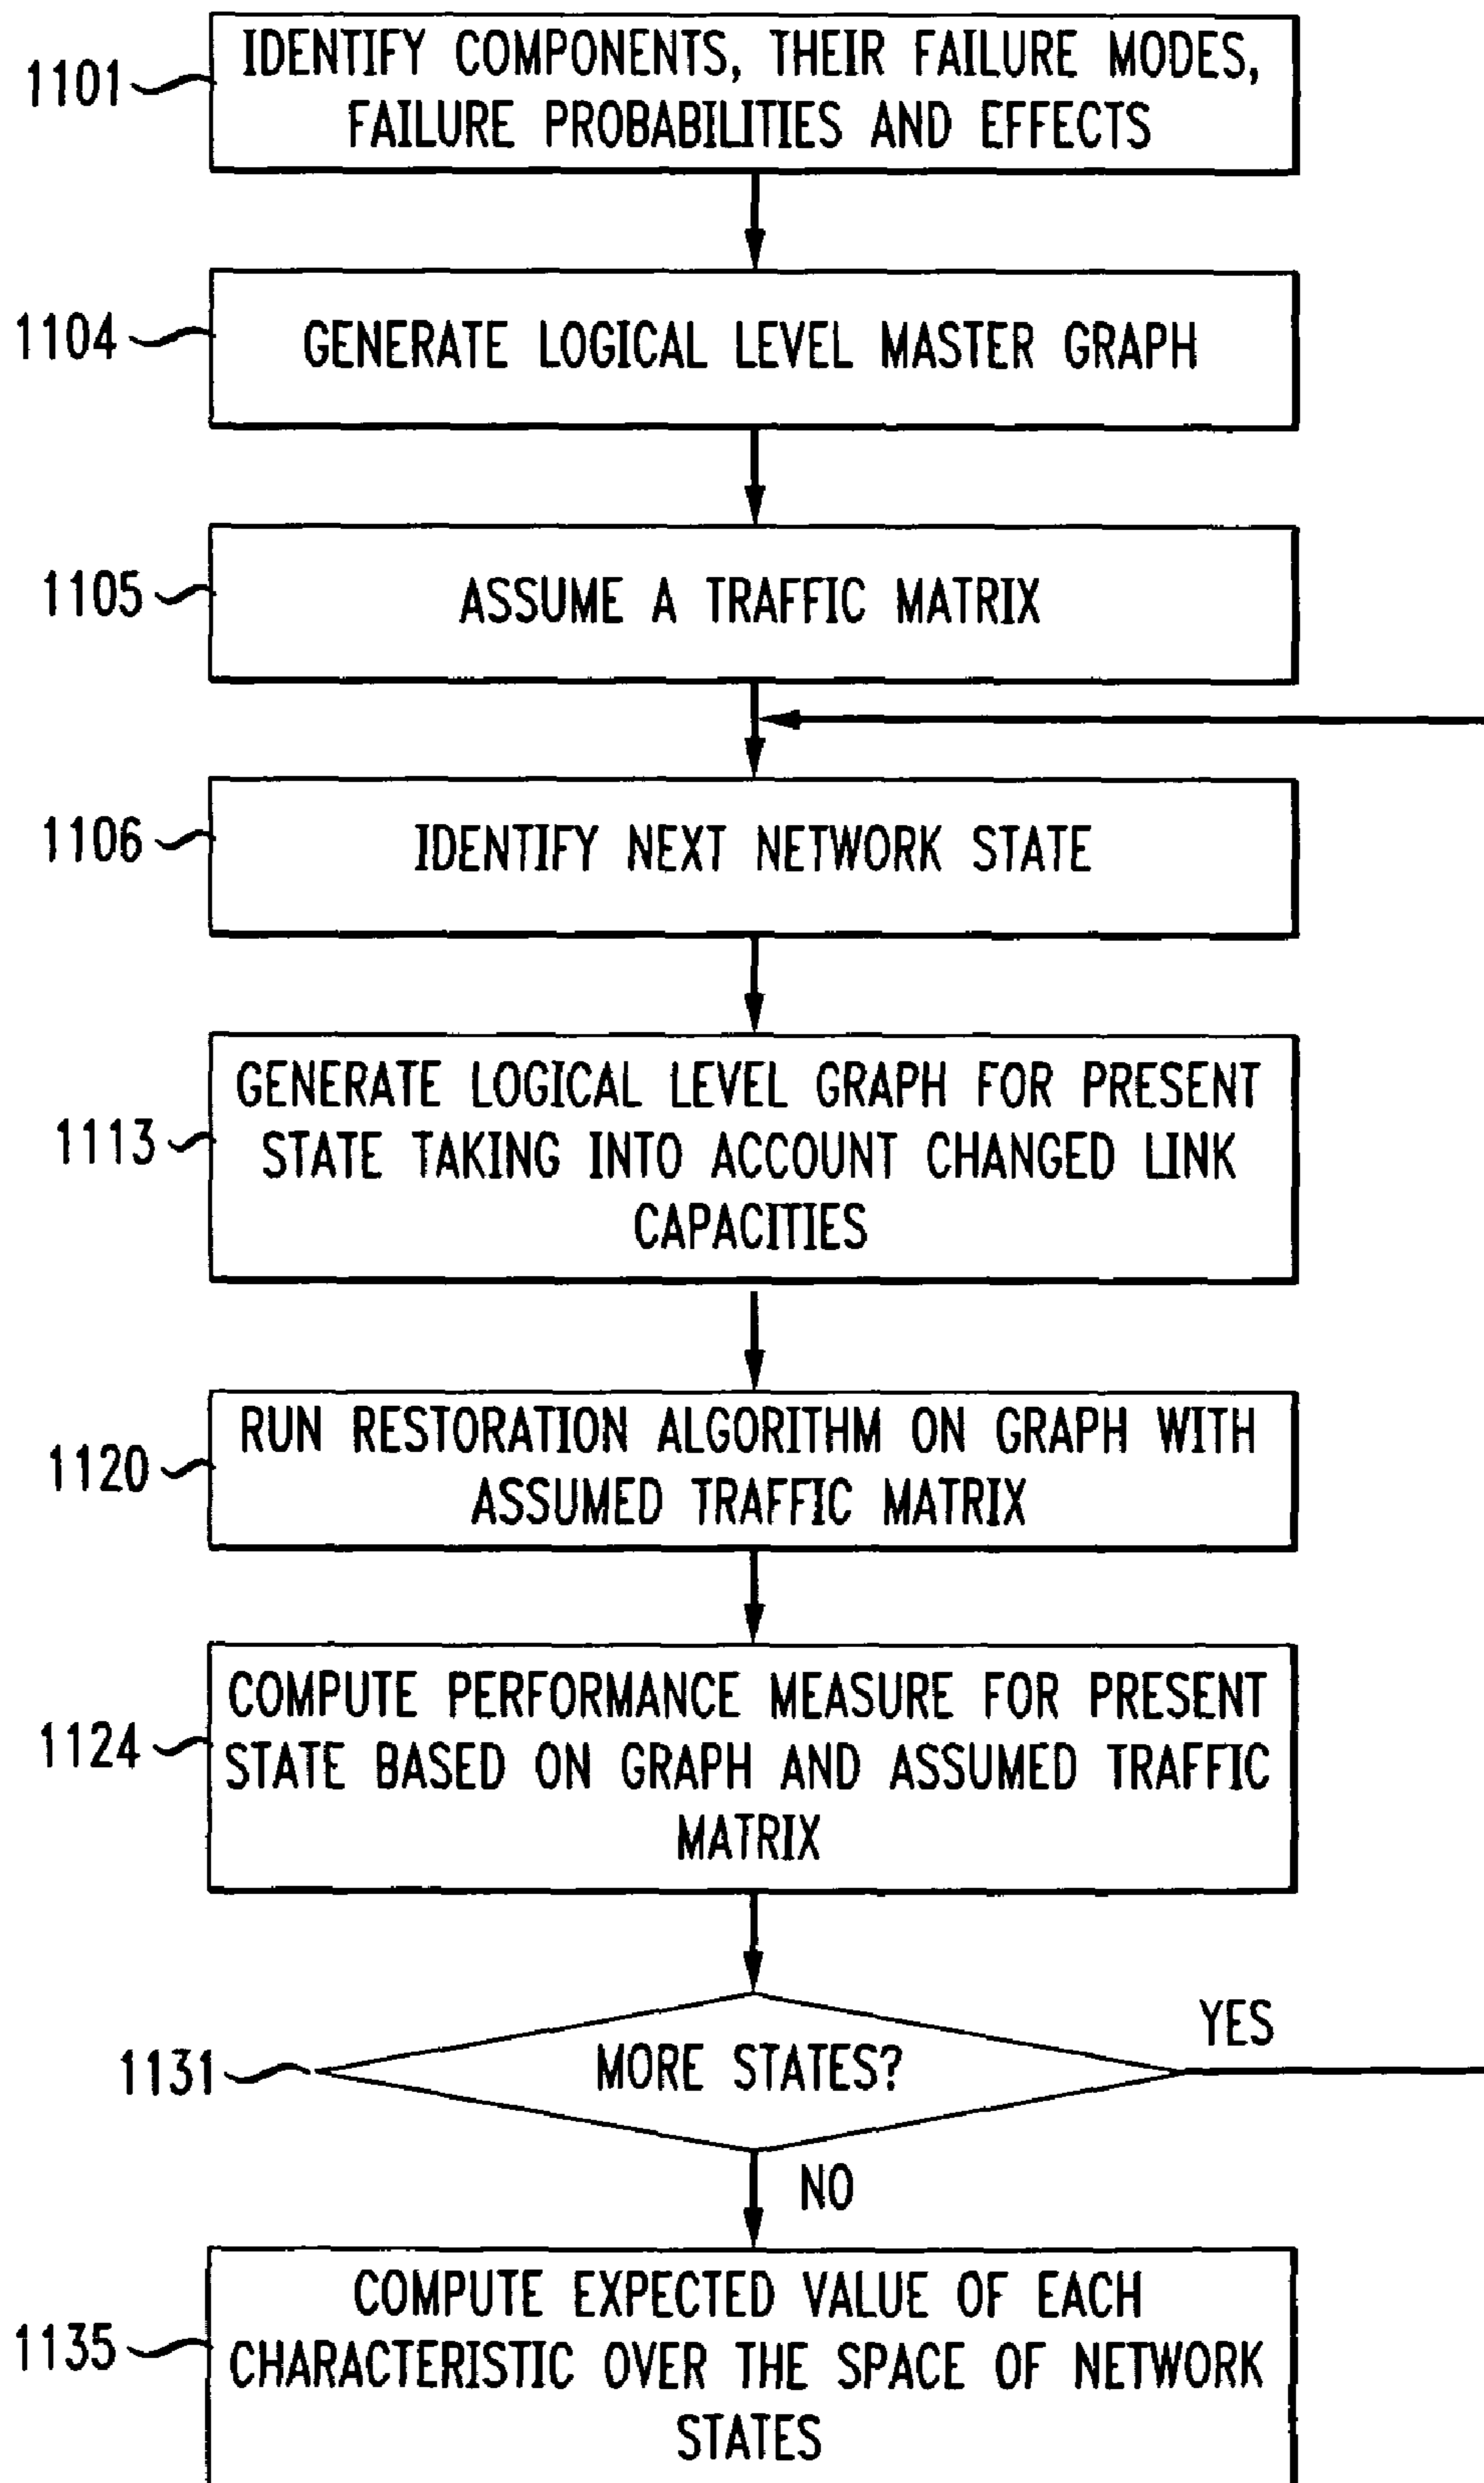 1101
IDENTIFY COMPONENTS, THEIR FAILURE MODES,
FAILURE PROBABILITIES AND EFFECTS
1104
GENERATE LOGICAL LEVEL MASTER GRAPH
1105
ASSUME A TRAFFIC MATRIX
1106
IDENTIFY NEXT NETWORK STATE
1113
GENERATE LOGICAL LEVEL GRAPH FOR PRESENT
STATE TAKING INTO ACCOUNT CHANGED LINK
CAPACITIES
1120
RUN RESTORATION ALGORITHM ON GRAPH WITH
ASSUMED TRAFFIC MATRIX
1124
COMPUTE PERFORMANCE MEASURE FOR PRESENT
STATE BASED ON GRAPH AND ASSUMED TRAFFIC
MATRIX
1131
MORE STATES?
YES
NO
1135
COMPUTE EXPECTED VALUE OF EACH
CHARACTERISTIC OVER THE SPACE OF NETWORK
STATES